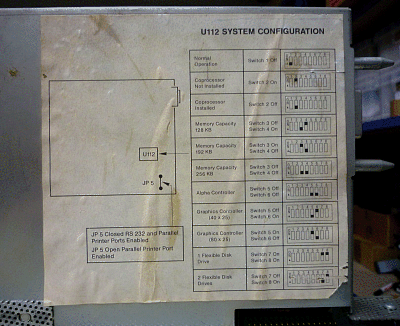 U112 SYSTEM CONFIGURATION
Normal Operation Switch 1 Off
Coprocessor Not Installed Switch 2 On
Coprocessor Installed Switch 2 Off
Memory Capacity Switch 3 Off
128 KB Switch 4 On
Memory Capacity Switch 3 On
192 KB Switch 4 Off
Memory Capacity Switch 3 Off
256 KB Switch 4 Off
Alpha Controller Switch 5 Off
Switch 6 Off
Graphics Controller Switch 5 Off
(40 x 25) Switch 6 On
Graphics Controller Switch 5 On
(80 x 25) Switch 6 Off
1 Flexible Disk Switch 7 On
Drive Switch 8 On
2 Flexible Disk Switch 7 Off
Drives Switch 8 On
U112
JP 5
JP 5 Closed RS 232 and Parallel
Printer Ports Enabled
JP 5 Open Parallel Printer Port
Enabled